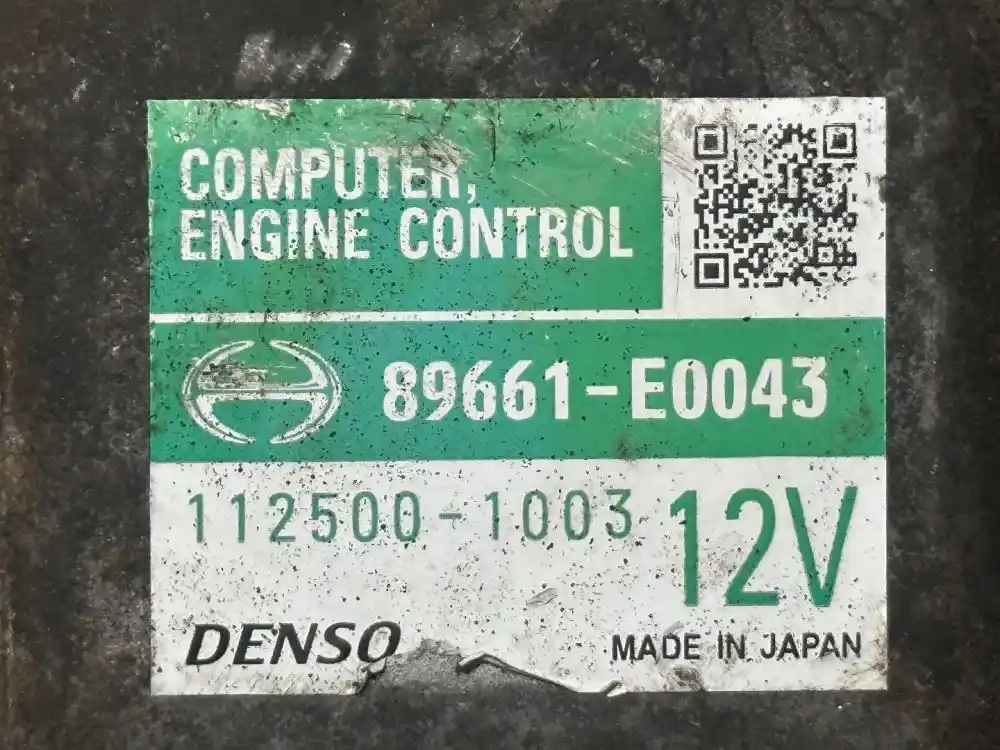 COMPUTER,
ENGINE CONTROL
89661-E0043
112500-1003
12V
DENSO
MADE IN JAPAN